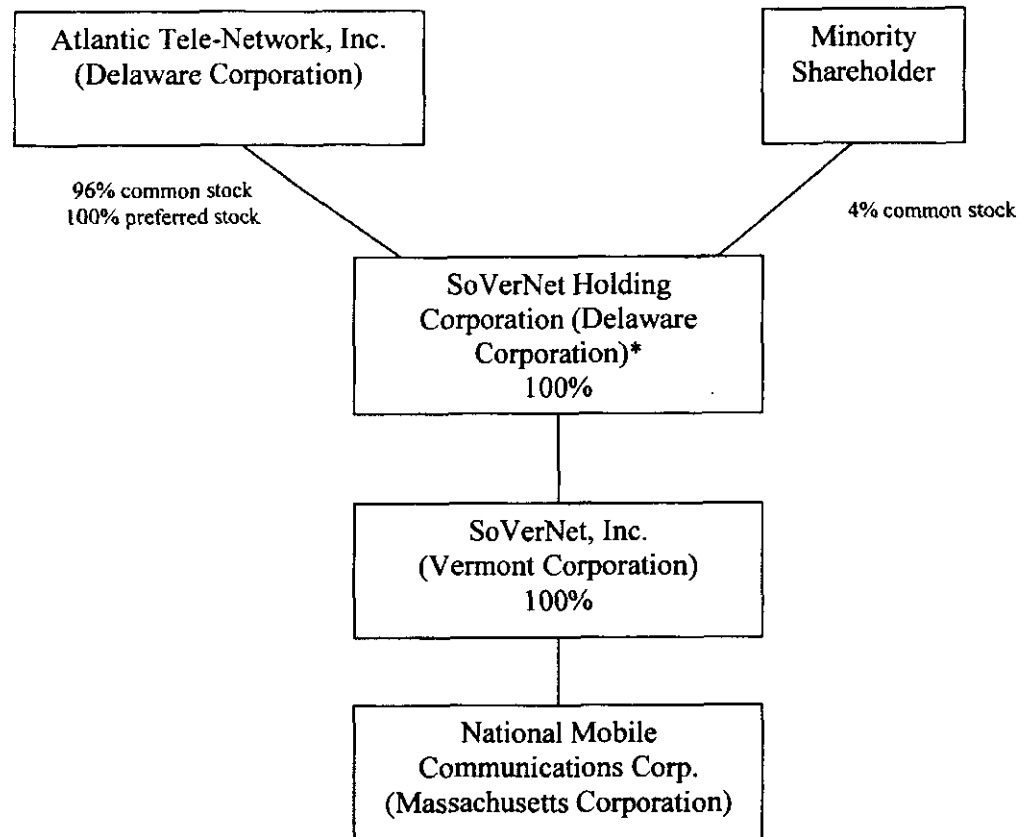 Atlantic Tele-Network, Inc.
(Delaware Corporation)
Minority
Shareholder
96% common stock
100% preferred stock
4% common stock
SoVerNet Holding
Corporation (Delaware
Corporation)*
100%
SoVerNet, Inc.
(Vermont Corporation)
100%
National Mobile
Communications Corp.
(Massachusetts Corporation)